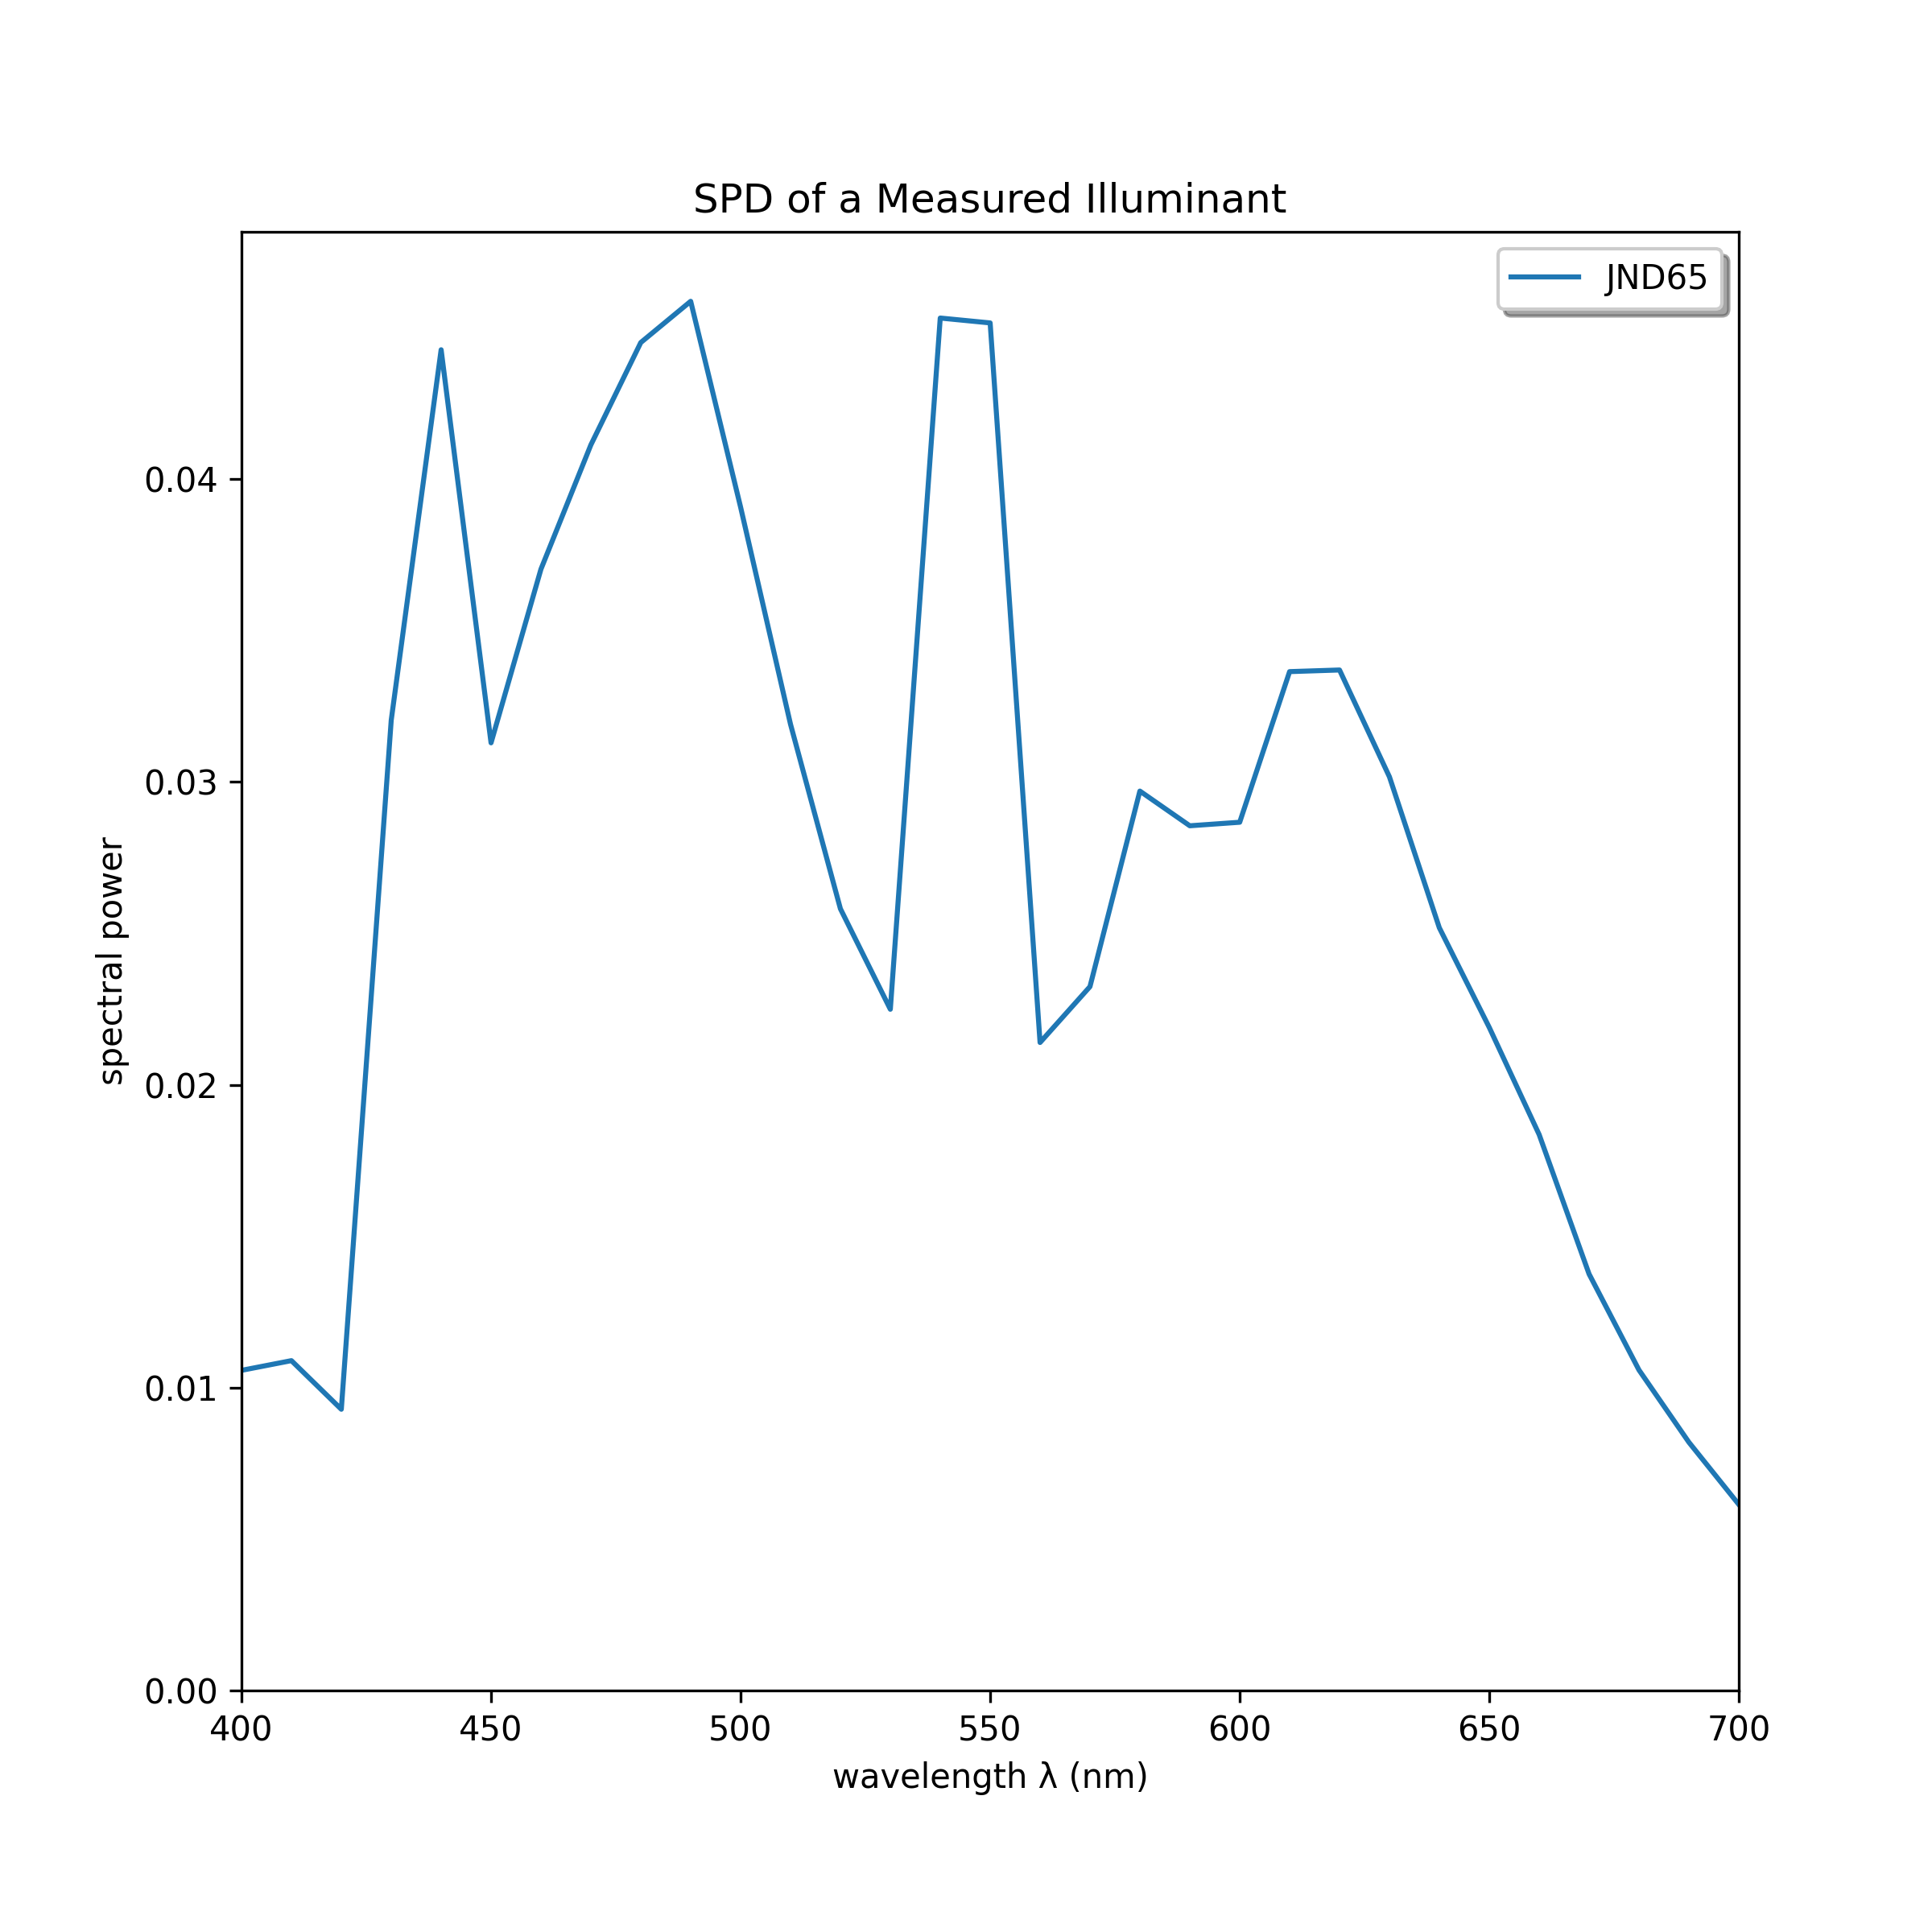 SPD of a Measured Illuminant
JND65
spectral power
0.04
0.03
0.02
0.01
0.00
400 450 500 550 600 650 700
wavelength λ (nm)